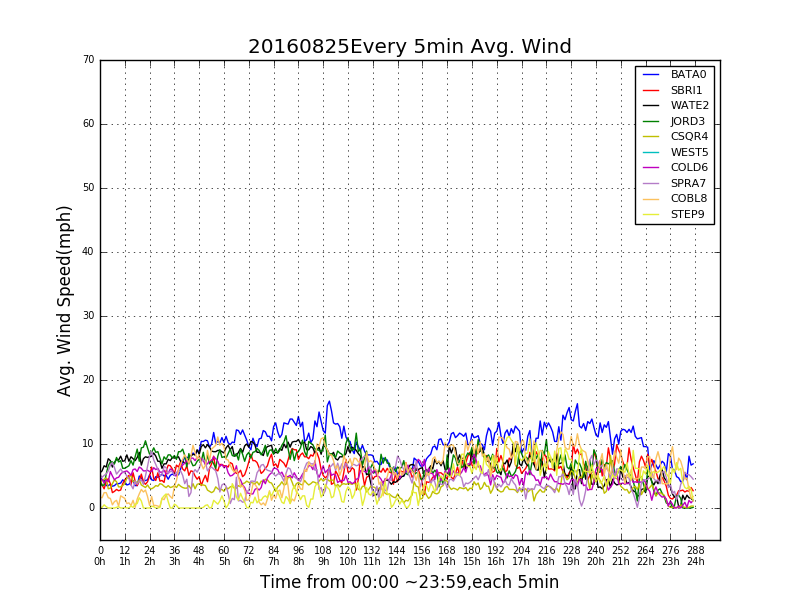 20160825Every 5min Avg. Wind
70
60
50
40
30
20
10
0
Avg. Wind Speed(mph)
BATA0
SBRI1
WATE2
JORD3
CSQR4
WEST5
COLD6
SPRA7
COBL8
STEP9
0 12 24 36 48 60 72 84 96 108 120 132 144 156 168 180 192 204 216 228 240 252 264 276 288
0h 1h 2h 3h 4h 5h 6h 7h 8h 9h 10h 11h 12h 13h 14h 15h 16h 17h 18h 19h 20h 21h 22h 23h 24h
Time from 00:00 ~23:59,each 5min